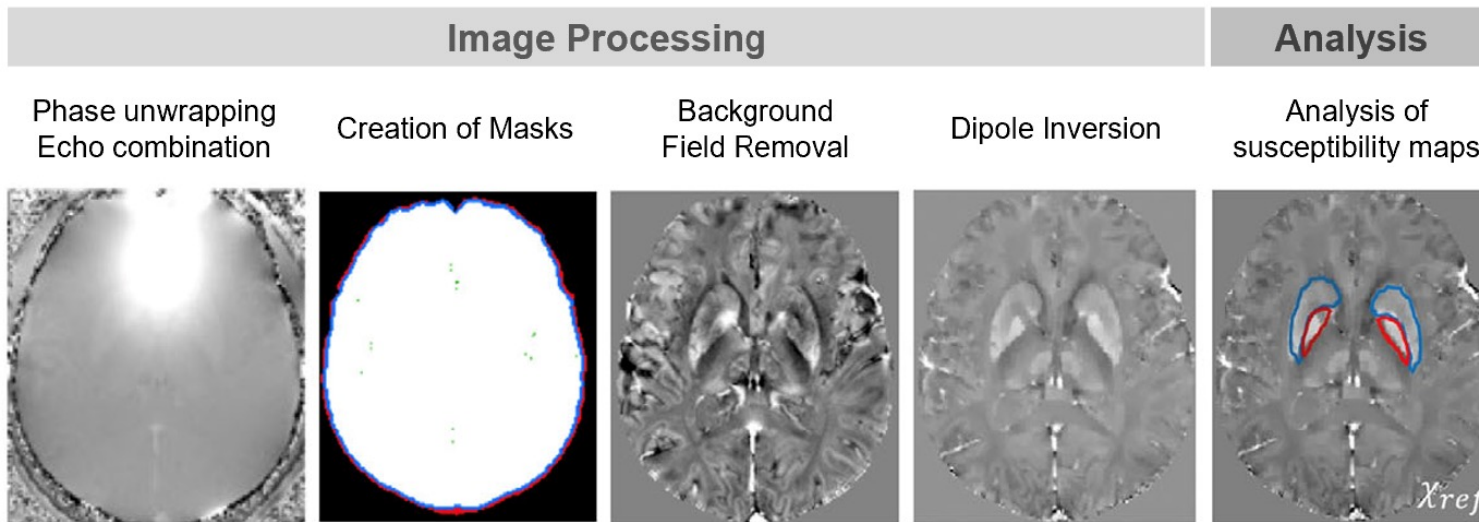 Image Processing
Analysis
Phase unwrapping
Echo combination
Creation of Masks
Background
Field Removal
Dipole Inversion
Analysis of
susceptibility maps
χref